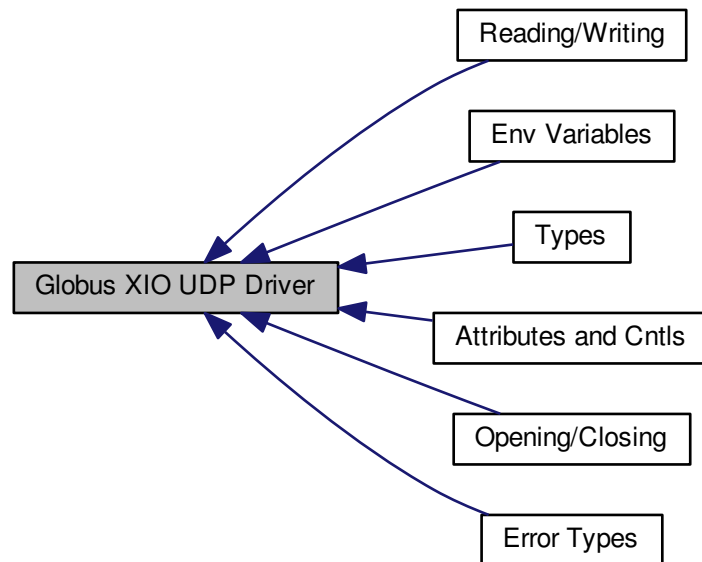 Reading/Writing
Env Variables
Types
Globus XIO UDP Driver
Attributes and Cntls
Opening/Closing
Error Types